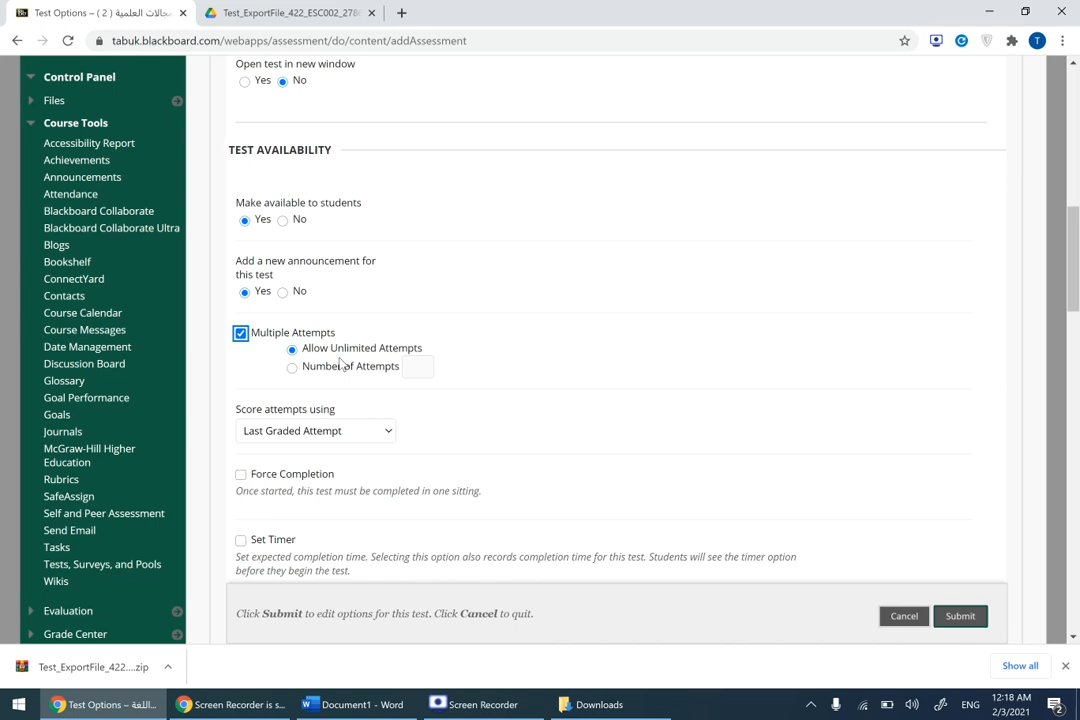 Test Options – ( 2 ) مجالات العلمية
Test_ExportFile_422_ESC002_278
tabuk.blackboard.com/webapps/assessment/do/content/addAssessment
T
Control Panel
Files
Course Tools
Accessibility Report
Achievements
Announcements
Attendance
Blackboard Collaborate
Blackboard Collaborate Ultra
Blogs
Bookshelf
ConnectYard
Contacts
Course Calendar
Course Messages
Date Management
Discussion Board
Glossary
Goal Performance
Goals
Journals
McGraw-Hill Higher
Education
Rubrics
SafeAssign
Self and Peer Assessment
Send Email
Tasks
Tests, Surveys, and Pools
Wikis
Evaluation
Grade Center
Open test in new window
Yes No
TEST AVAILABILITY
Make available to students
Yes No
Add a new announcement for
this test
Yes No
Multiple Attempts
Allow Unlimited Attempts
Number of Attempts
Score attempts using
Last Graded Attempt
Force Completion
Once started, this test must be completed in one sitting.
Set Timer
Set expected completion time. Selecting this option also records completion time for this test. Students will see the timer option
before they begin the test.
Click Submit to edit options for this test. Click Cancel to quit.
Cancel Submit
Test_ExportFile_422....zip
Show all
Test Options – اللغة...
Screen Recorder is s...
Document1 - Word
Screen Recorder
Downloads
ENG
12:18 AM
2/3/2021
2